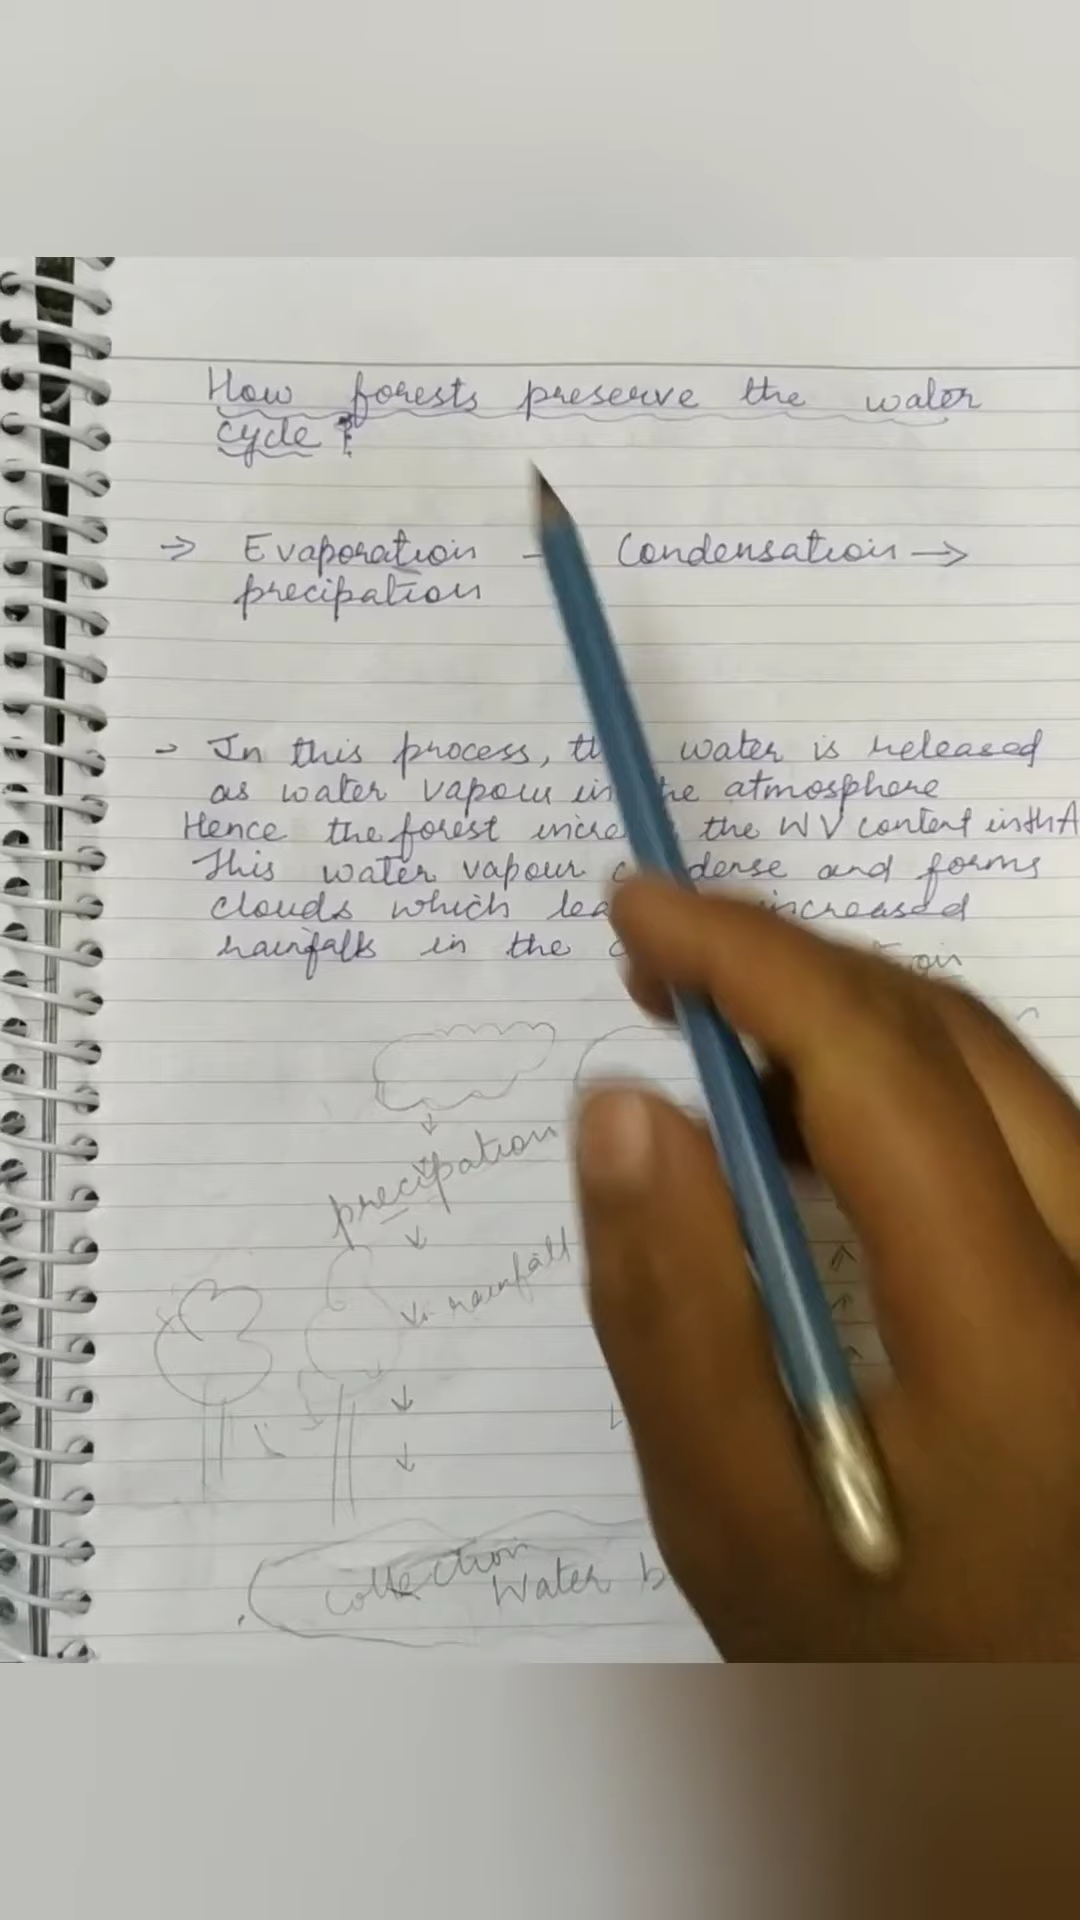 How forests preserve the water
cycle ?
→ Evaporation → Condensation →
precipation
→ In this process, water is released
as water vapour in atmosphere
Hence the forest the WV content in th A
This water vapour and forms
clouds which increased
rainfalls in the
precipation
rainfall
collection
Water